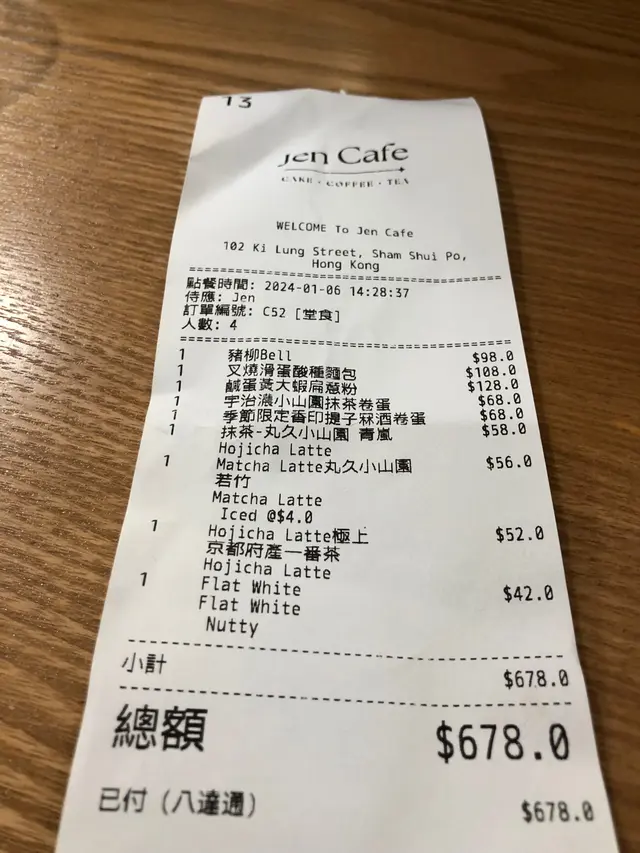 13
Jen Cafe
CAKE · COFFEE · TEA
WELCOME To Jen Cafe
102 Ki Lung Street, Sham Shui Po,
Hong Kong
點餐時間: 2024-01-06 14:28:37
侍應: Jen
訂單編號: C52 [堂食]
人數: 4
1 豬柳Bell $98.0
1 叉燒滑蛋酸種麵包 $108.0
1 鹹蛋黃大蝦扁意粉 $128.0
1 宇治濃小山園抹茶卷蛋 $68.0
1 季節限定香印提子冧酒卷蛋 $68.0
1 抹茶-丸久小山園 青嵐 $58.0
Hojicha Latte
1 Matcha Latte丸久小山園 $56.0
若竹
Matcha Latte
Iced @$4.0
1 Hojicha Latte極上 $52.0
京都府產一番茶
Hojicha Latte
1 Flat White $42.0
Flat White
Nutty
小計 $678.0
總額 $678.0
已付 (八達通) $678.0